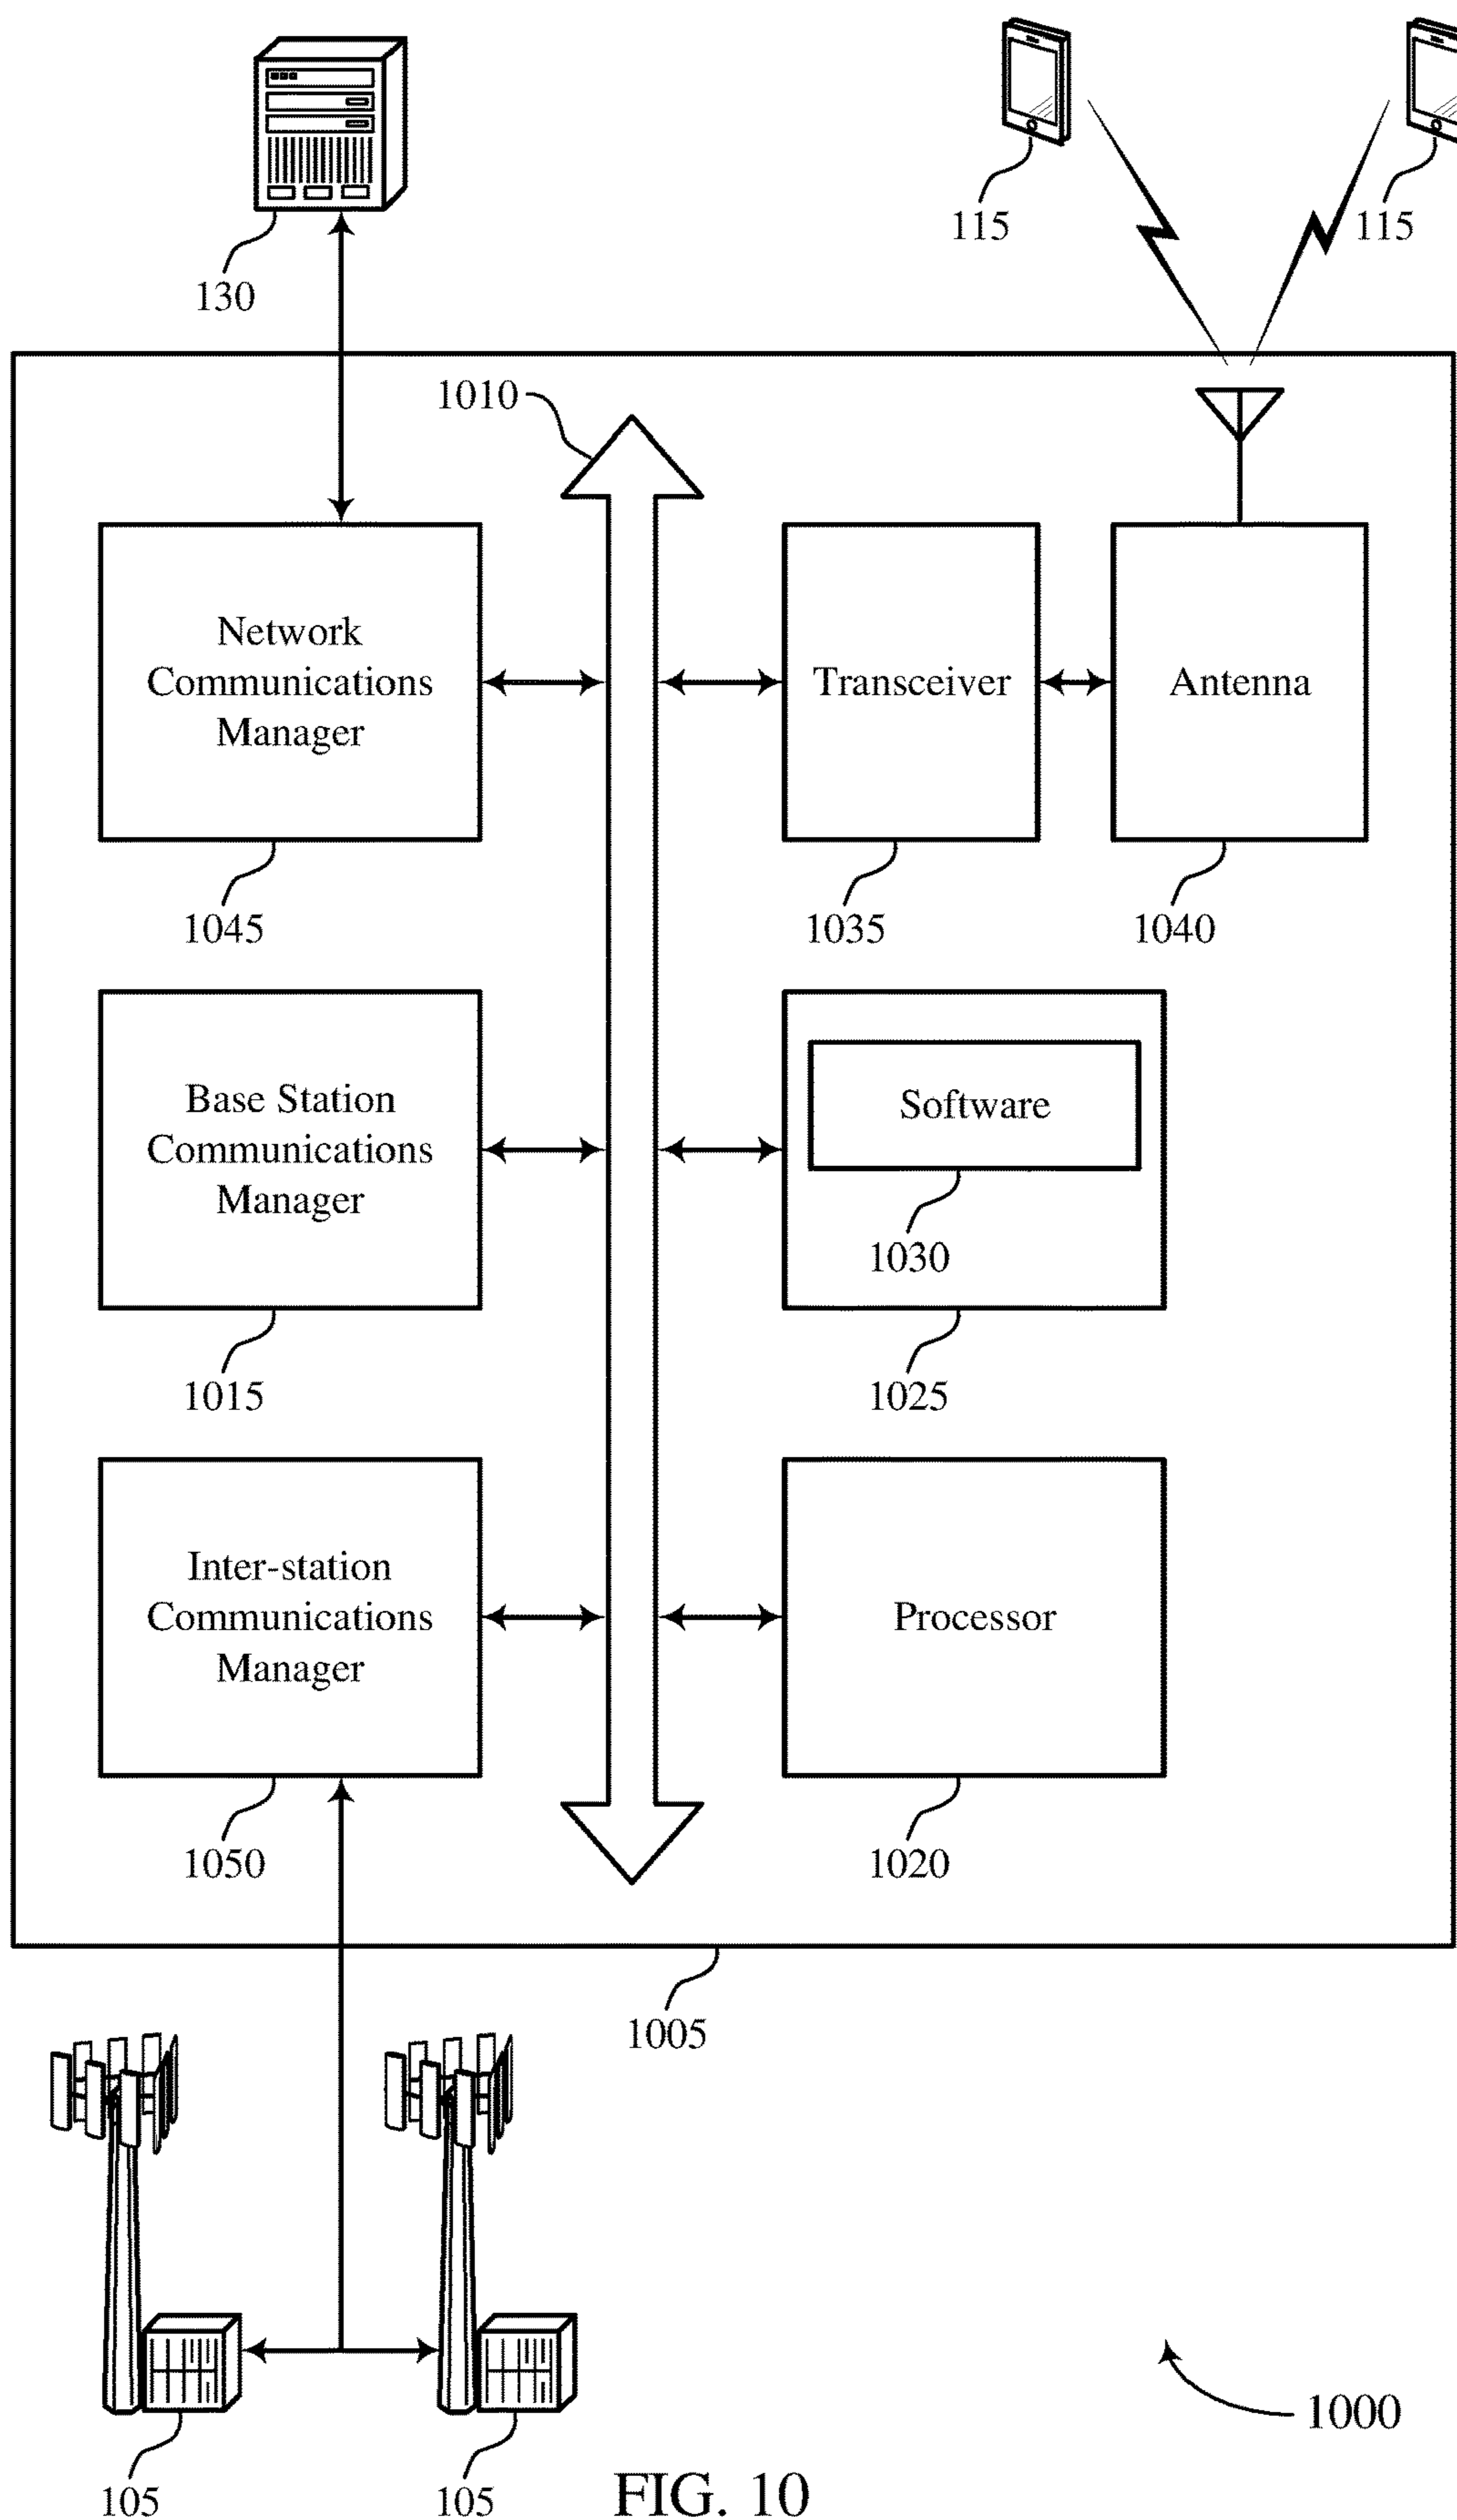 115
115
130
1010
Network
Communications
Manager
Transceiver
Antenna
1045
1035
1040
Base Station
Communications
Manager
Software
1030
1015
1025
Inter-station
Communications
Manager
Processor
1050
1020
1005
1000
105
105
FIG. 10